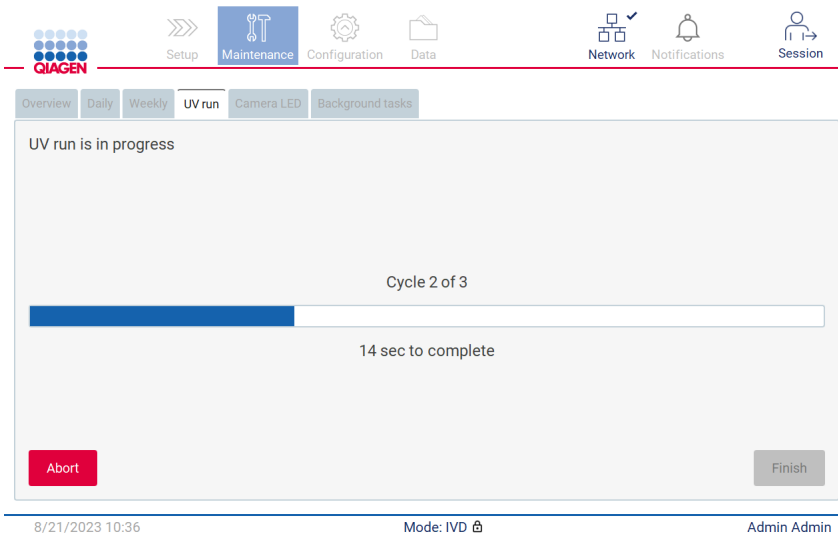 QIAGEN
Setup
Maintenance
Configuration
Data
Network
Notifications
Session
Overview
Daily
Weekly
UV run
Camera LED
Background tasks
UV run is in progress
Cycle 2 of 3
14 sec to complete
Abort
Finish
8/21/2023 10:36
Mode: IVD
Admin Admin